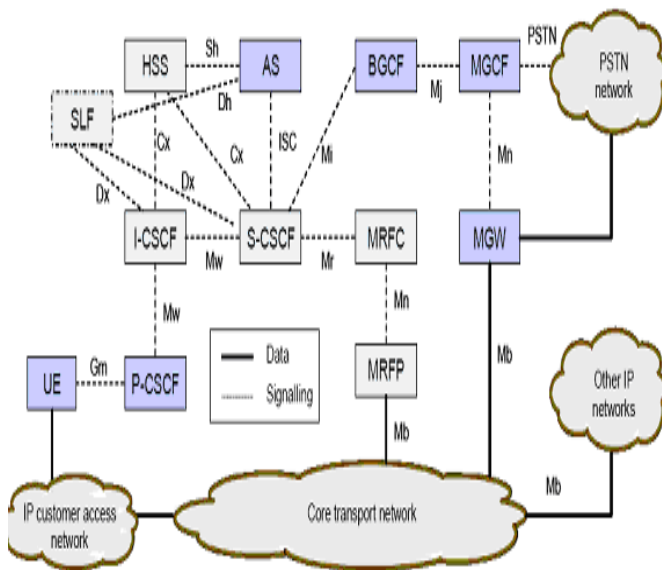 PSTN
Sh
HSS
AS
BGCF
MGCF
PSTN
network
Mj
Dh
SLF
Cx
Cx
ISC
Mi
Mn
Dx
Dx
I-CSCF
S-CSCF
MRFC
MGW
Mw
Mr
Mw
Mn
Data
Signalling
MRFP
Mb
Gm
UE
P-CSCF
Other IP
networks
Mb
Mb
IP customer access
network
Core transport network